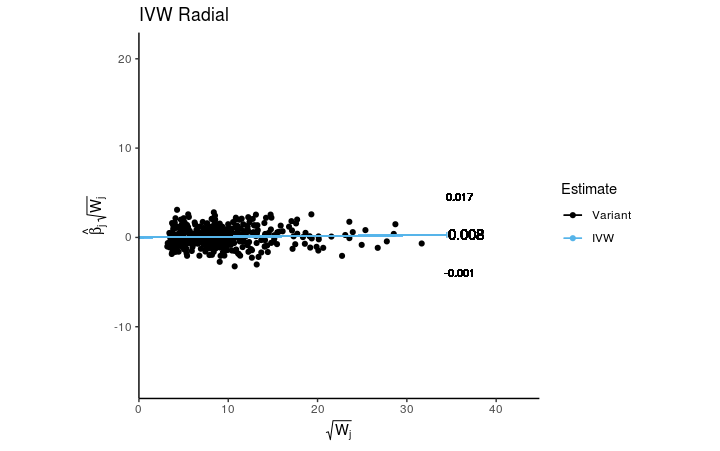 IVW Radial
20
10
0
-10
β̂j√Wj
0.017
0.008
-0.001
0 10 20 30 40
√Wj
Estimate
Variant
IVW